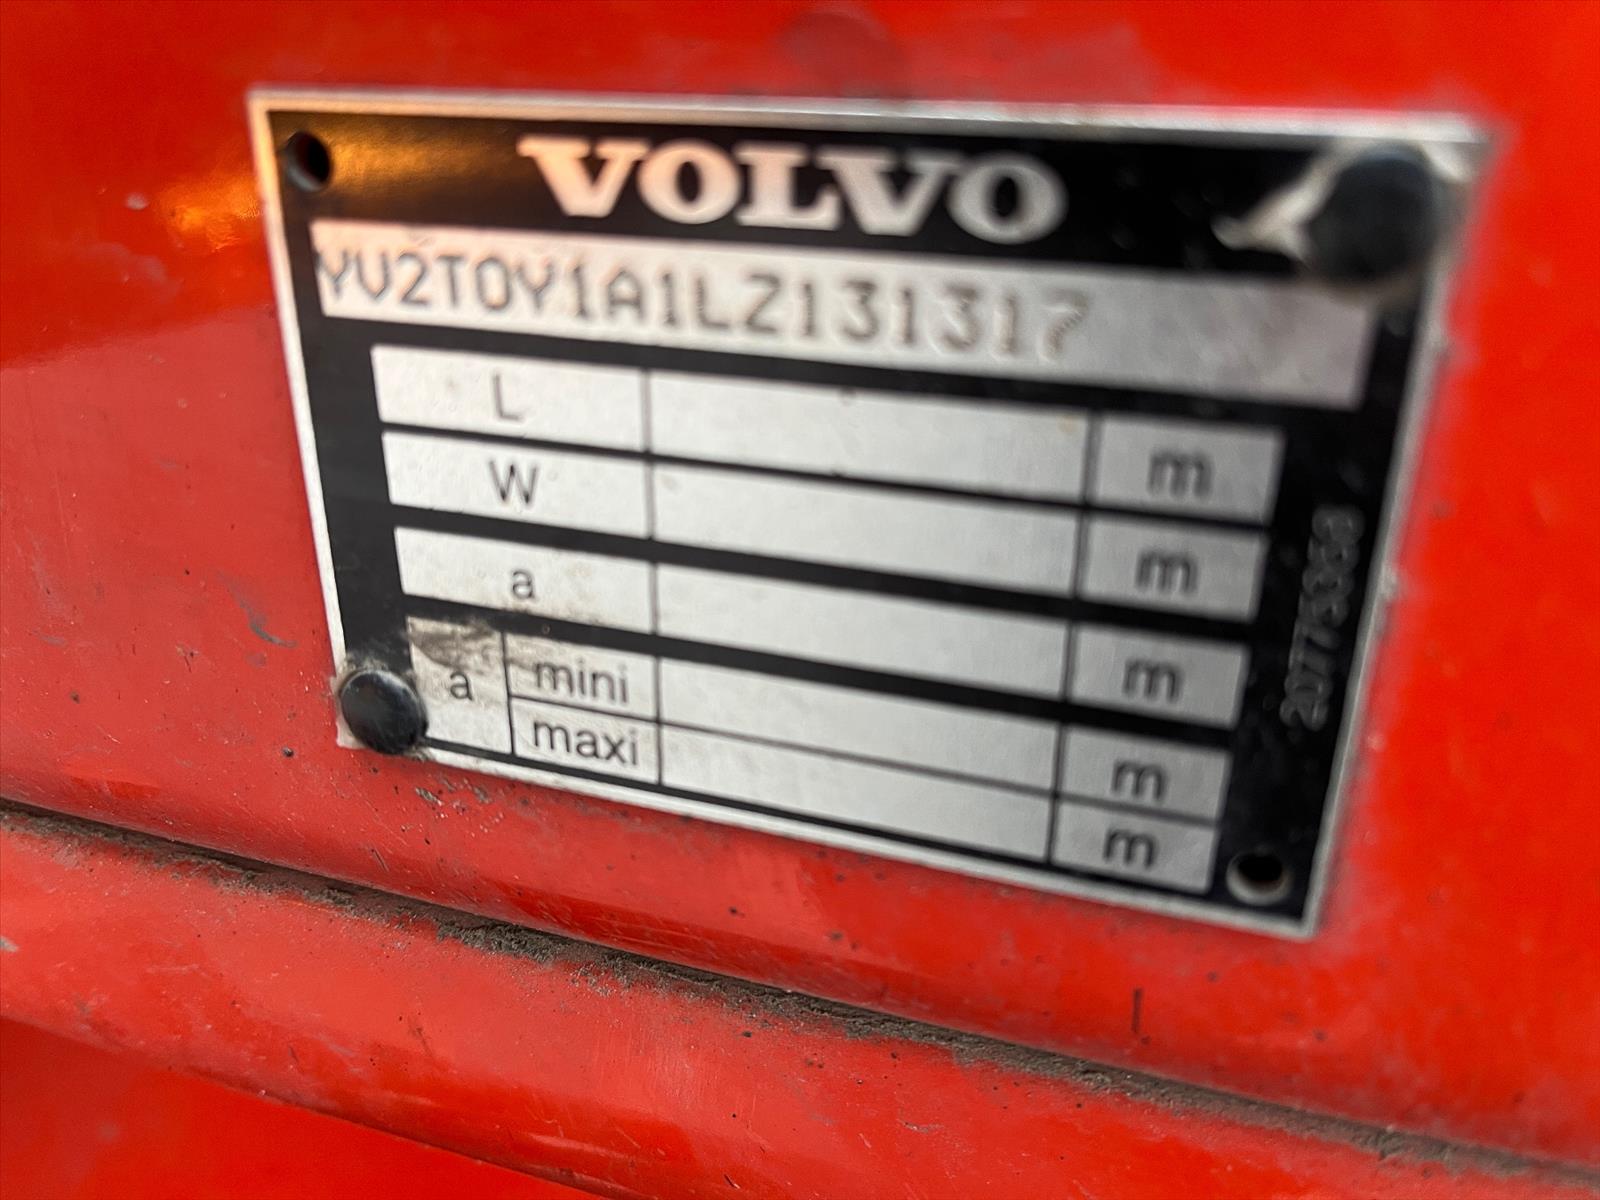 VOLVO
YV2T0Y1A1LZ131317
L m
W m
a m
a mini m
maxi m